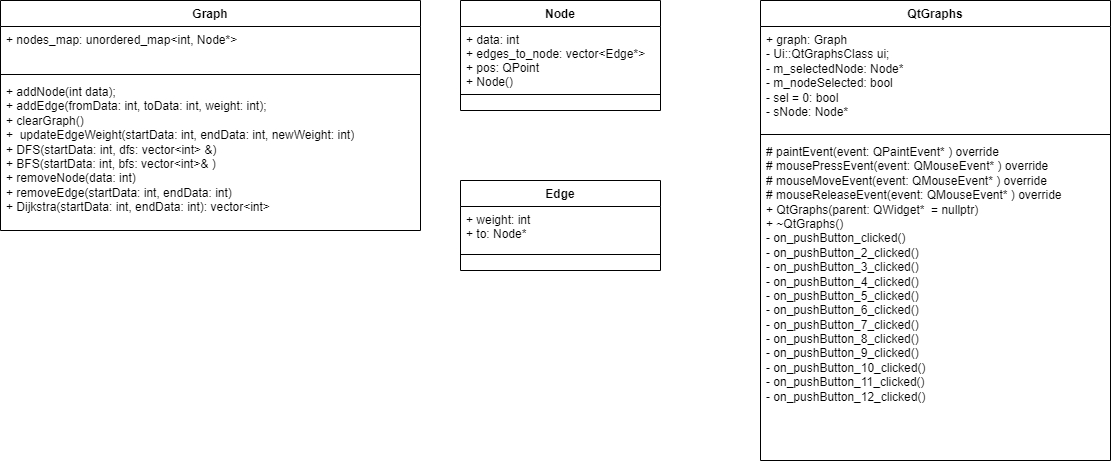 Graph
+ nodes_map: unordered_map<int, Node*>
+ addNode(int data);
+ addEdge(fromData: int, toData: int, weight: int);
+ clearGraph()
+  updateEdgeWeight(startData: int, endData: int, newWeight: int)
+ DFS(startData: int, dfs: vector<int> &)
+ BFS(startData: int, bfs: vector<int>& )
+ removeNode(data: int)
+ removeEdge(startData: int, endData: int)
+ Dijkstra(startData: int, endData: int): vector<int>
Node
+ data: int
+ edges_to_node: vector<Edge*>
+ pos: QPoint
+ Node()
Edge
+ weight: int
+ to: Node*
QtGraphs
+ graph: Graph
- Ui::QtGraphsClass ui;
- m_selectedNode: Node*
- m_nodeSelected: bool
- sel = 0: bool
- sNode: Node*
# paintEvent(event: QPaintEvent* ) override
# mousePressEvent(event: QMouseEvent* ) override
# mouseMoveEvent(event: QMouseEvent* ) override
# mouseReleaseEvent(event: QMouseEvent* ) override
+ QtGraphs(parent: QWidget*  = nullptr)
+ ~QtGraphs()
- on_pushButton_clicked()
- on_pushButton_2_clicked()
- on_pushButton_3_clicked()
- on_pushButton_4_clicked()
- on_pushButton_5_clicked()
- on_pushButton_6_clicked()
- on_pushButton_7_clicked()
- on_pushButton_8_clicked()
- on_pushButton_9_clicked()
- on_pushButton_10_clicked()
- on_pushButton_11_clicked()
- on_pushButton_12_clicked()